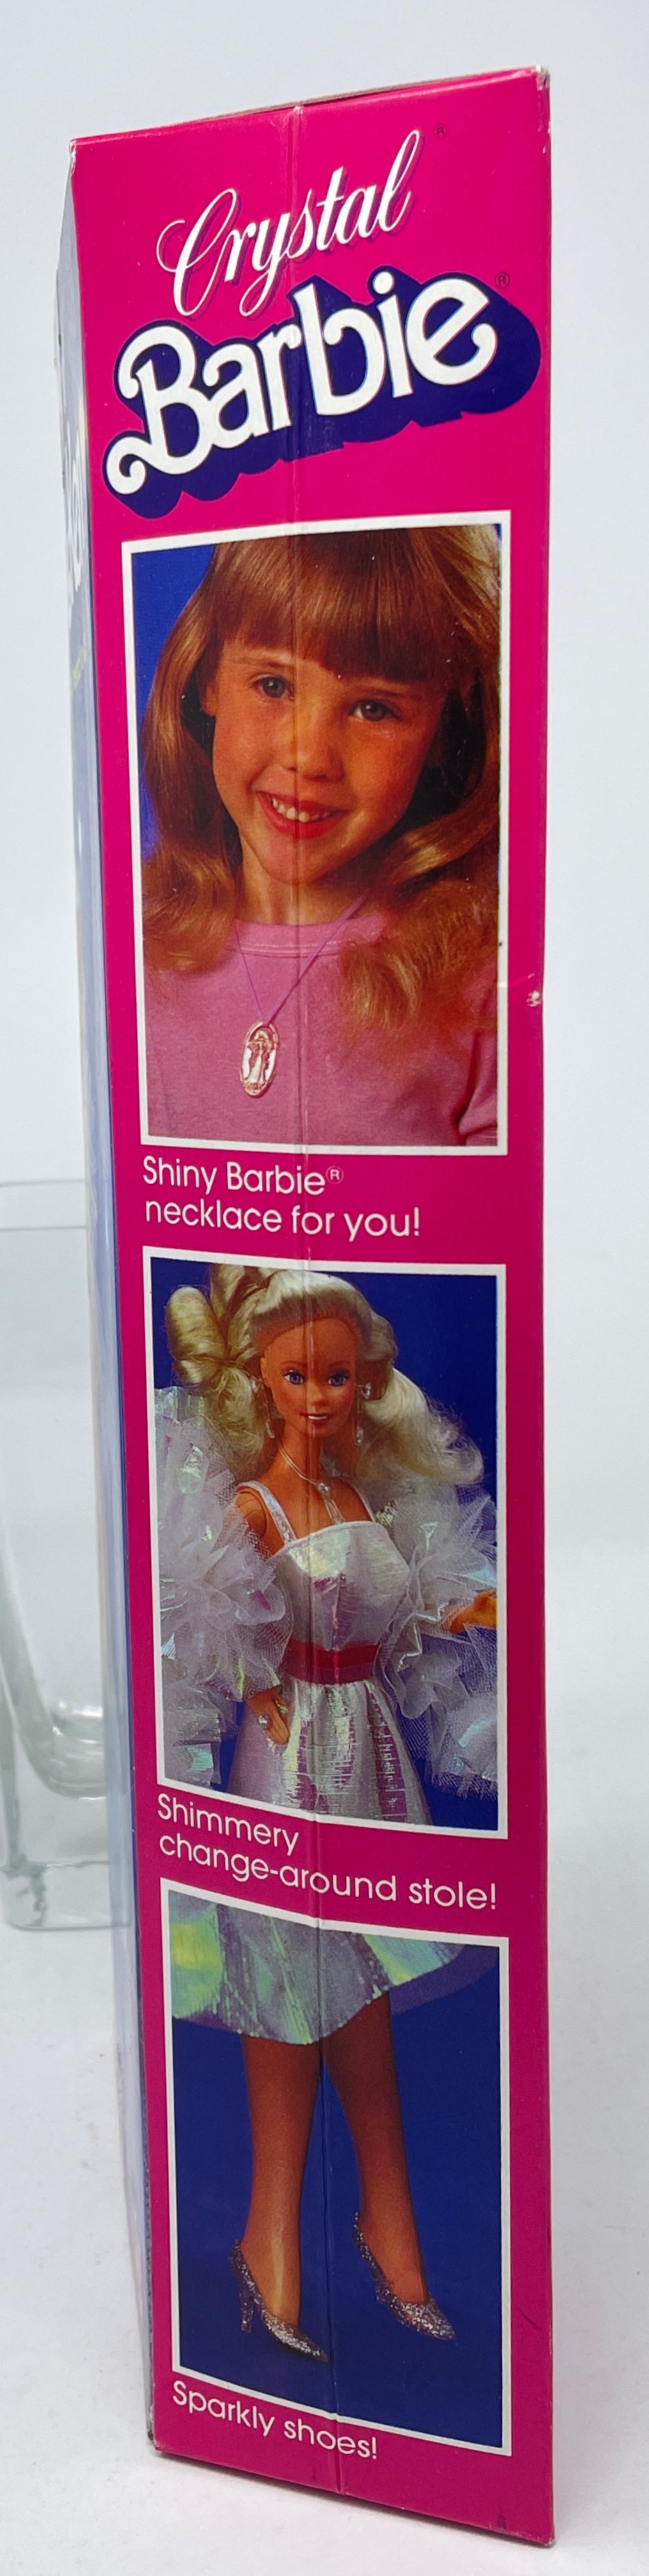 Crystal®
Barbie®
Shiny Barbie®
necklace for you!
Shimmery
change-around stole!
Sparkly shoes!